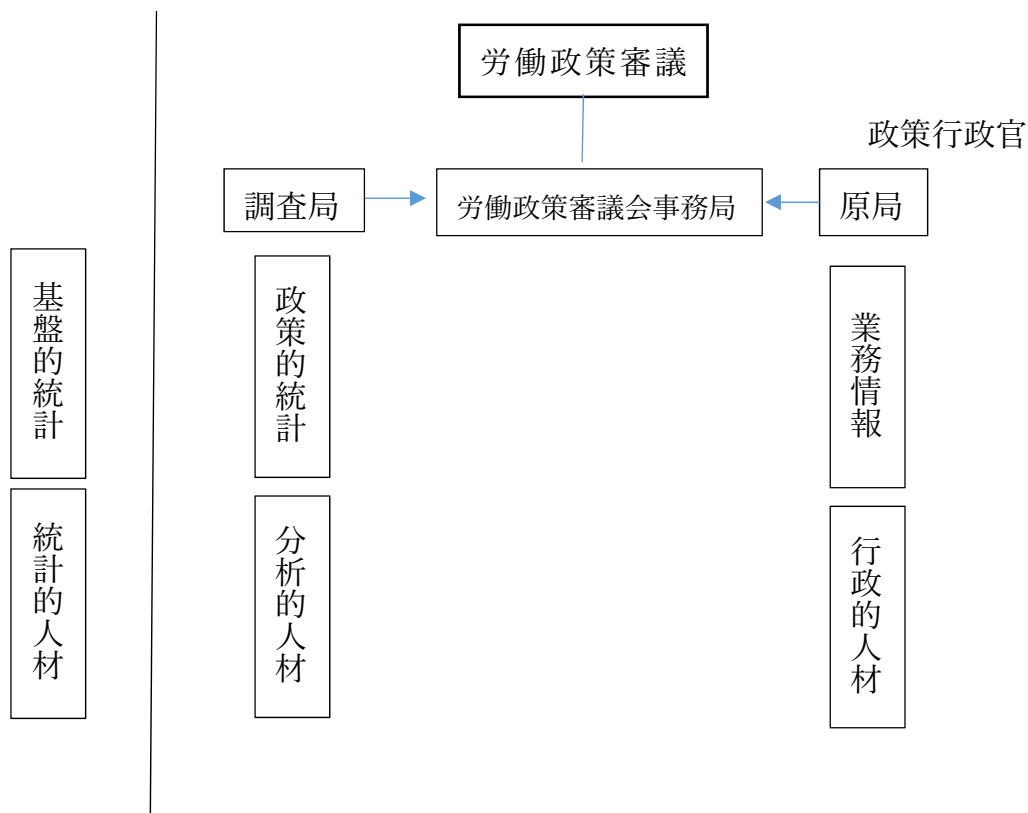 労働政策審議
政策行政官
調査局
労働政策審議会事務局
原局
基盤的統計
政策的統計
業務情報
統計的人材
分析的人材
行政的人材